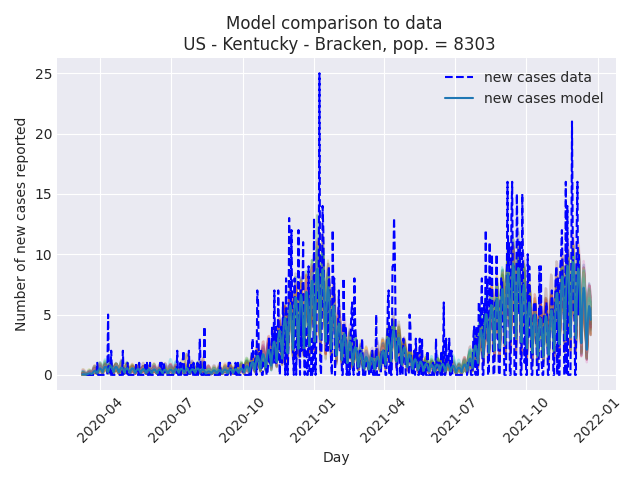 Model comparison to data
US - Kentucky - Bracken, pop. = 8303
new cases data
new cases model
Number of new cases reported
25
20
15
10
5
0
2020-04
2020-07
2020-10
2021-01
2021-04
2021-07
2021-10
2022-01
Day